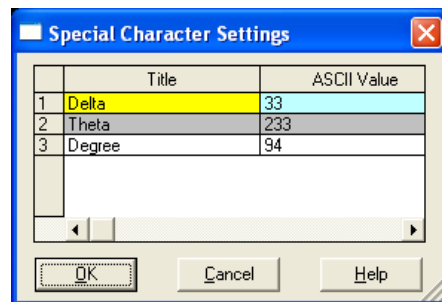 Special Character Settings
Title ASCII Value
1 Delta 33
2 Theta 233
3 Degree 94
OK Cancel Help